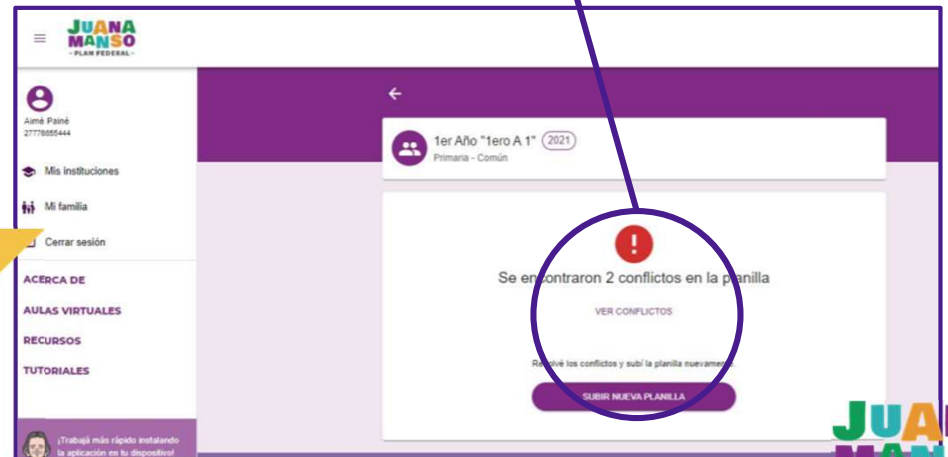 JUANA
MANSO
- PLAN FEDERAL -
Aimé Painé
27776665444
Mis instituciones
Mi familia
Cerrar sesión
ACERCA DE
AULAS VIRTUALES
RECURSOS
TUTORIALES
¡Trabajá más rápido instalando
la aplicación en tu dispositivo!
1er Año "1ero A 1" (2021)
Primaria - Común
Se encontraron 2 conflictos en la planilla
VER CONFLICTOS
Resolvé los conflictos y subí la planilla nuevamente
SUBIR NUEVA PLANILLA
JUA
MAN